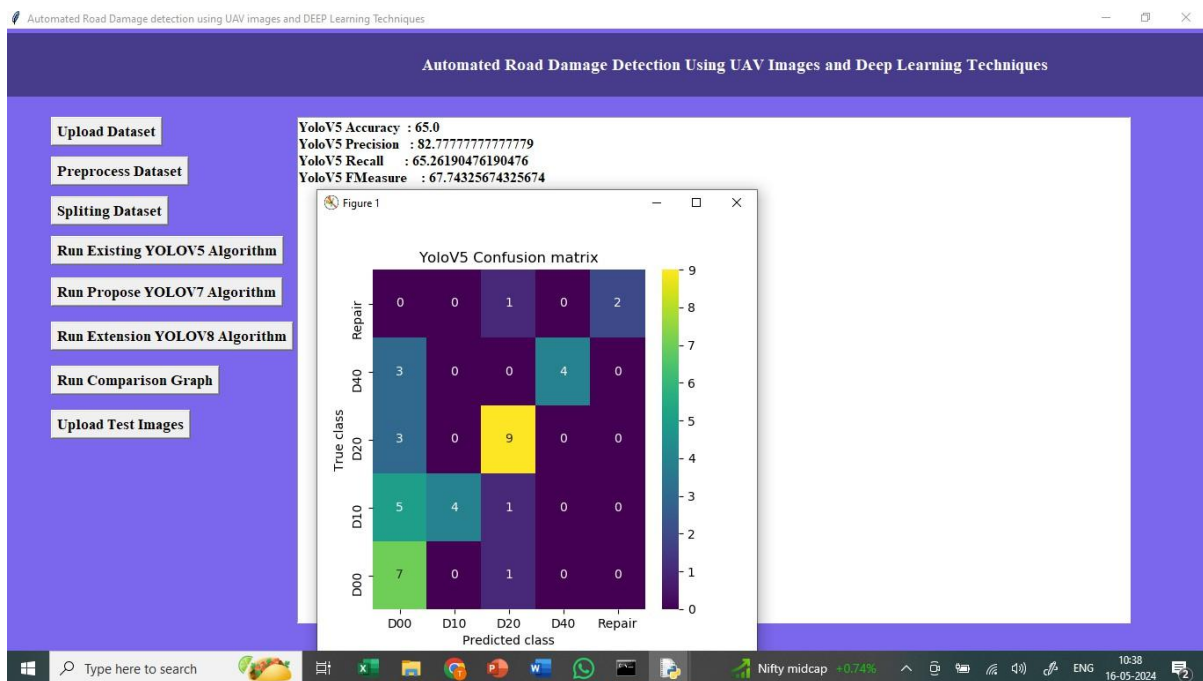 Automated Road Damage detection using UAV images and DEEP Learning Techniques
Automated Road Damage Detection Using UAV Images and Deep Learning Techniques
Upload Dataset
Preprocess Dataset
Spliting Dataset
Run Existing YOLOV5 Algorithm
Run Propose YOLOV7 Algorithm
Run Extension YOLOV8 Algorithm
Run Comparison Graph
Upload Test Images
YoloV5 Accuracy : 65.0
YoloV5 Precision : 82.77777777777779
YoloV5 Recall : 65.26190476190476
YoloV5 FMeasure : 67.74325674325674
Figure 1
YoloV5 Confusion matrix
Repair 0 0 1 0 2
D40 3 0 0 4 0
D20 3 0 9 0 0
D10 5 4 1 0 0
D00 7 0 1 0 0
True class
D00 D10 D20 D40 Repair
Predicted class
9
8
7
6
5
4
3
2
1
0
Type here to search
Nifty midcap +0.74%
ENG
10:38
16-05-2024